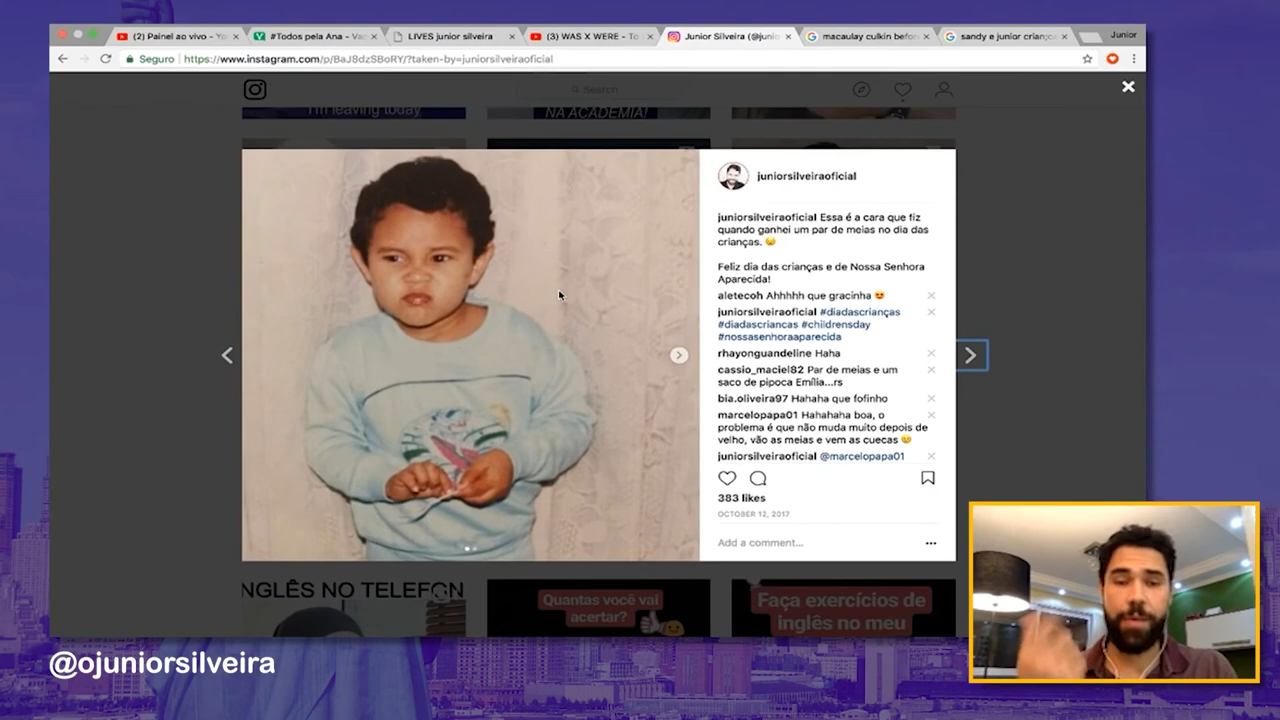 (2) Painel ao vivo - Yo
#Todos pela Ana - Va
LIVES junior silveira
(3) WAS X WERE - To
Junior Silveira (@junio
macaulay culkin befor
sandy e junior crianç
Junior
Seguro
https://www.instagram.com/p/BaJ8dzSBoRY/?taken-by=juniorsilveiraoficial
Search
I'm leaving today
NA ACADEMIA!
juniorsilveiraoficial
juniorsilveiraoficial Essa é a cara que fiz
quando ganhei um par de meias no dia das
crianças. 😒
Feliz dia das crianças e de Nossa Senhora
Aparecida!
aletecoh Ahhhhh que gracinha 😍
juniorsilveiraoficial #diadascrianças
#diadascriancas #childrensday
#nossasenhoraaparecida
rhayonguandeline Haha
cassio_maciel82 Par de meias e um
saco de pipoca Emília...rs
bia.oliveira97 Hahaha que fofinho
marcelopapa01 Hahahaha boa, o
problema é que não muda muito depois de
velho, vão as meias e vem as cuecas
juniorsilveiraoficial @marcelopapa01
383 likes
OCTOBER 12, 2017
Add a comment...
INGLÊS NO TELEFON
Quantas você vai
acertar?
Faça exercícios de
inglês no meu
@ojuniorsilveira